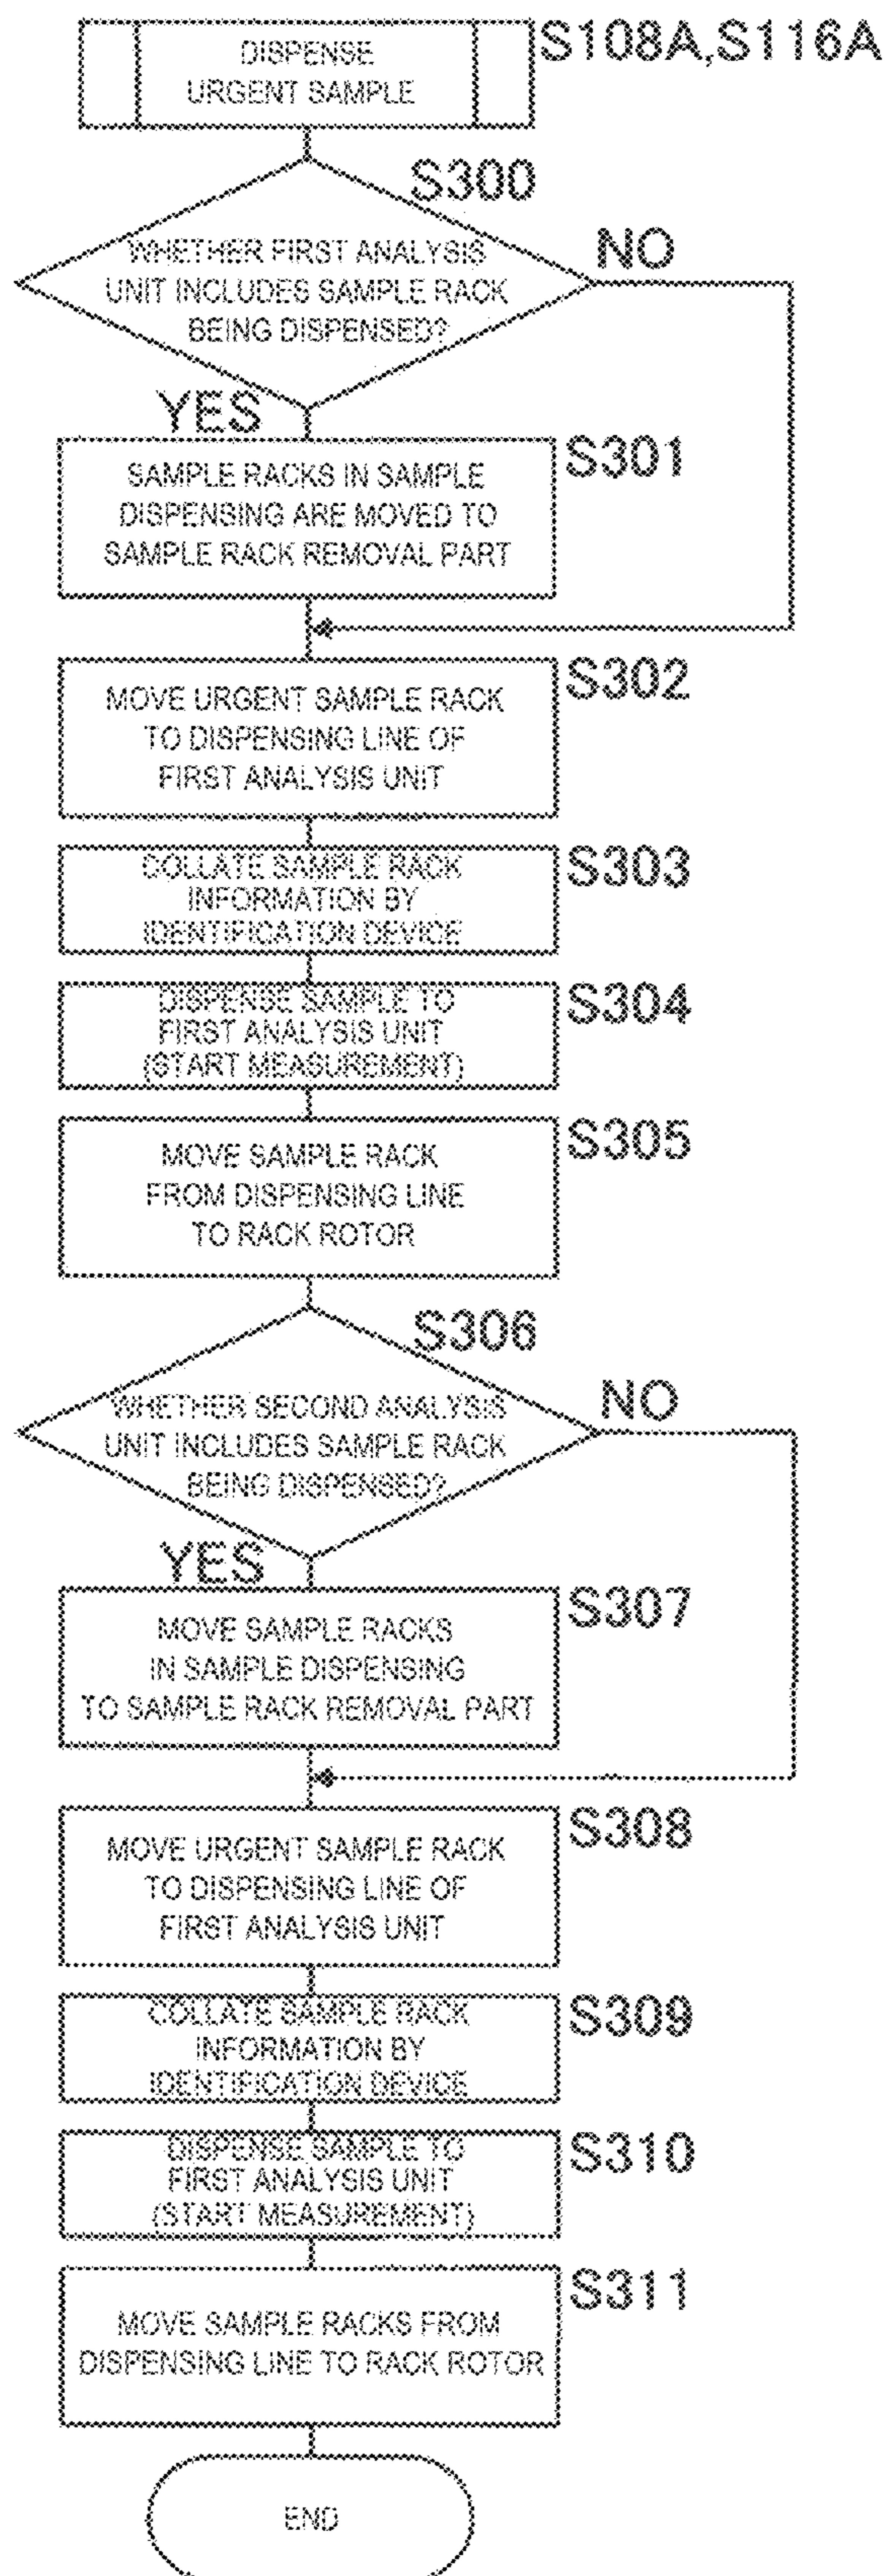 DISPENSE
URGENT SAMPLE
S108A,S116A
S300
WHETHER FIRST ANALYSIS
UNIT INCLUDES SAMPLE RACK
BEING DISPENSED?
NO
YES
SAMPLE RACKS IN SAMPLE
DISPENSING ARE MOVED TO
SAMPLE RACK REMOVAL PART
S301
MOVE URGENT SAMPLE RACK
TO DISPENSING LINE OF
FIRST ANALYSIS UNIT
S302
COLLATE SAMPLE RACK
INFORMATION BY
IDENTIFICATION DEVICE
S303
DISPENSE SAMPLE TO
FIRST ANALYSIS UNIT
(START MEASUREMENT)
S304
MOVE SAMPLE RACK
FROM DISPENSING LINE
TO RACK ROTOR
S305
S306
WHETHER SECOND ANALYSIS
UNIT INCLUDES SAMPLE RACK
BEING DISPENSED?
NO
YES
MOVE SAMPLE RACKS
IN SAMPLE DISPENSING
TO SAMPLE RACK REMOVAL PART
S307
MOVE URGENT SAMPLE RACK
TO DISPENSING LINE OF
FIRST ANALYSIS UNIT
S308
COLLATE SAMPLE RACK
INFORMATION BY
IDENTIFICATION DEVICE
S309
DISPENSE SAMPLE TO
FIRST ANALYSIS UNIT
(START MEASUREMENT)
S310
MOVE SAMPLE RACKS FROM
DISPENSING LINE TO RACK ROTOR
S311
END